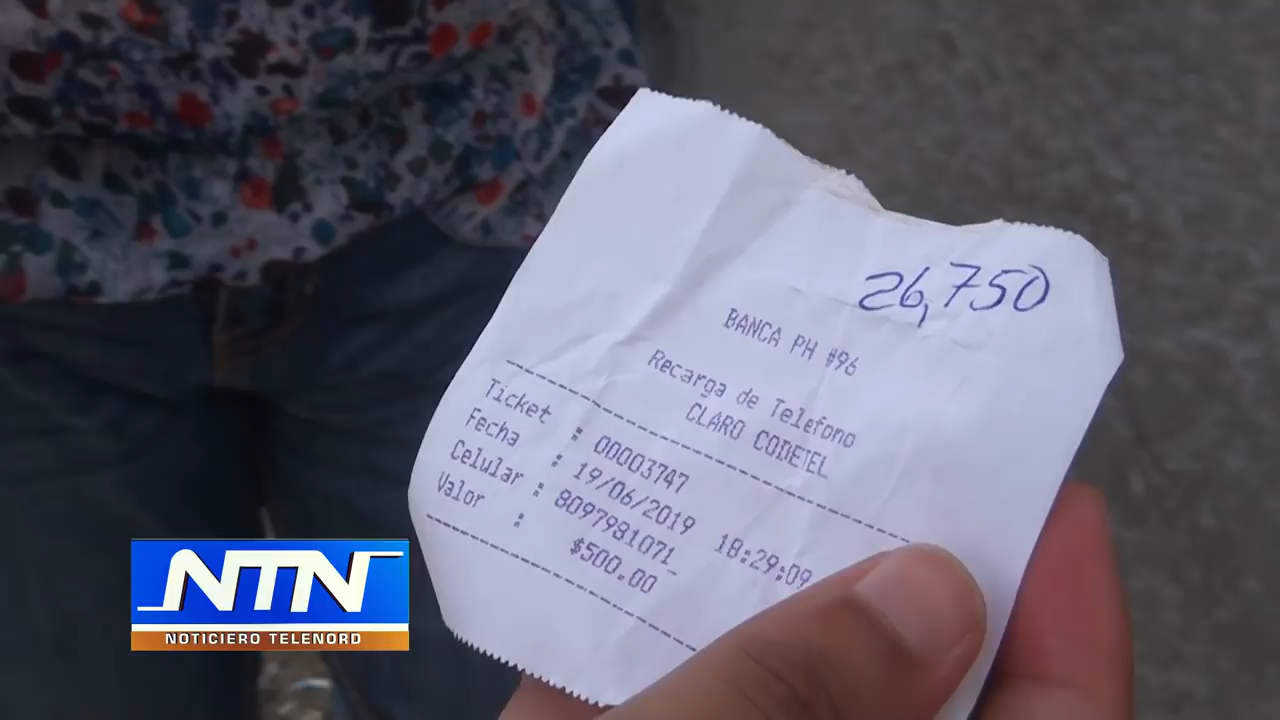 26,750
BANCA PH #96
Recarga de Telefono
CLARO CODETEL
Ticket : 00003747
Fecha : 19/06/2019 18:29:09
Celular : 8097981071
Valor : $500.00
NTN
NOTICIERO TELENORD